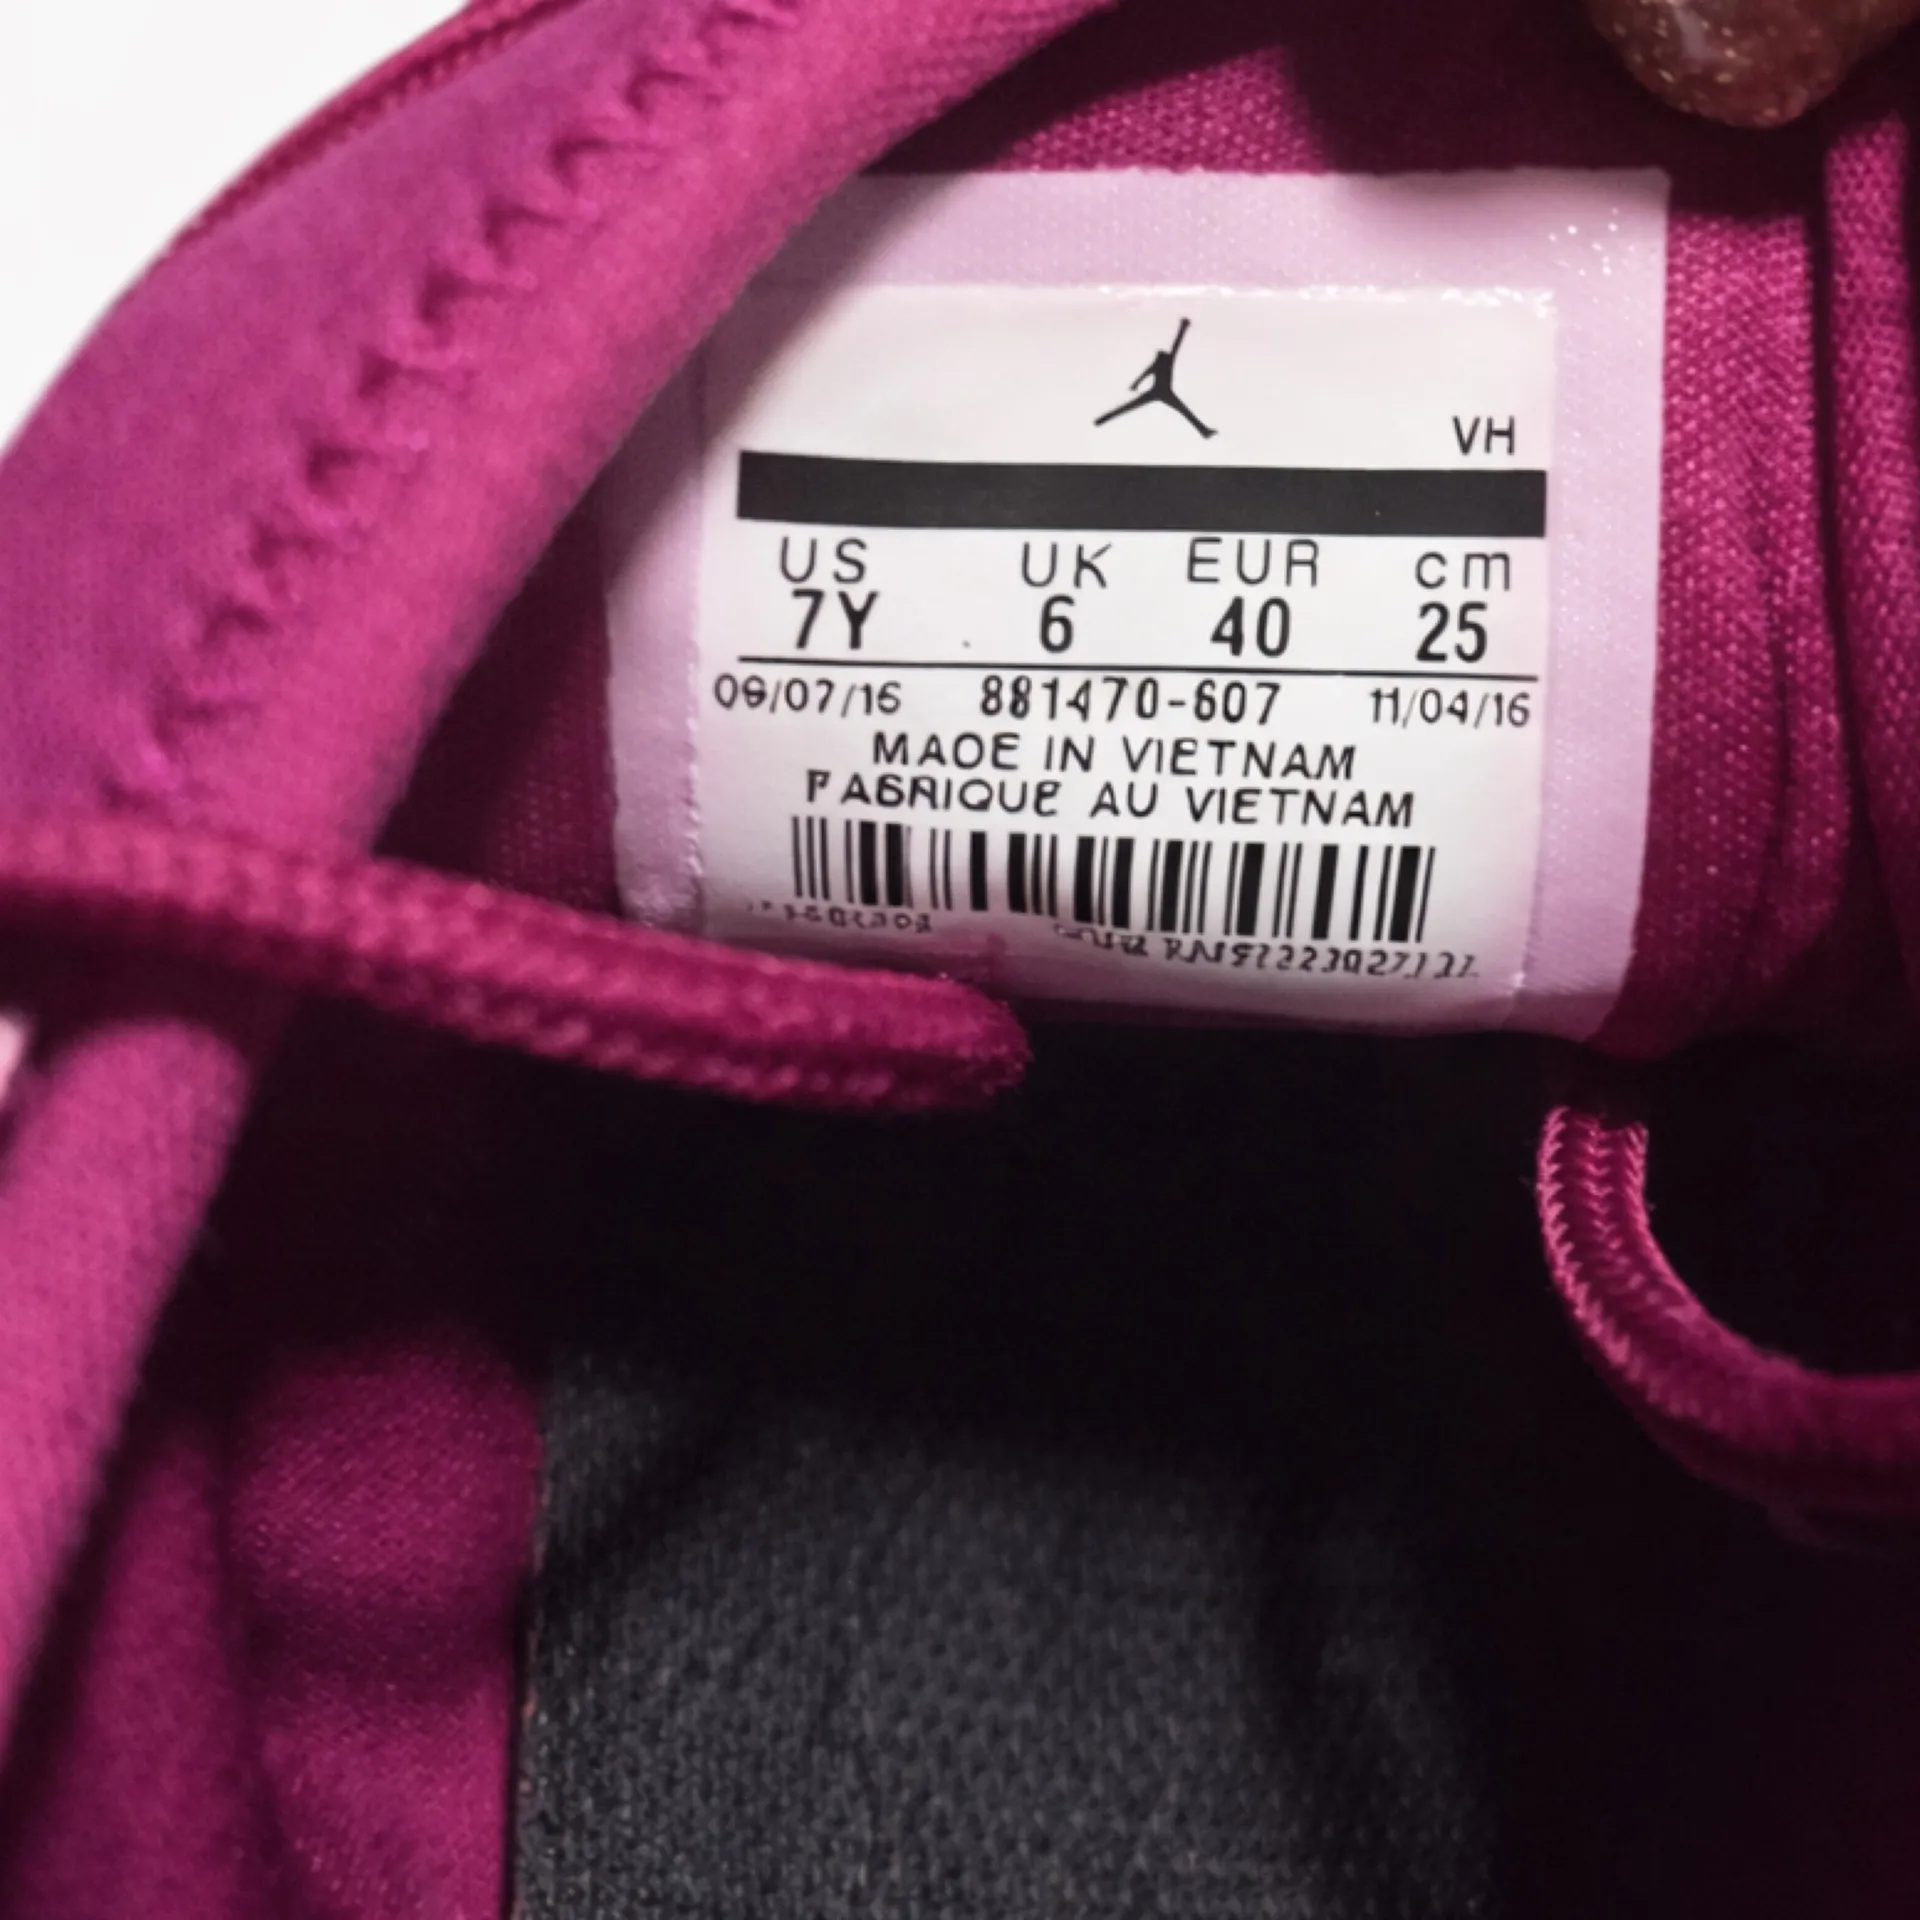 VH
US UK EUR cm
7Y 6 40 25
09/07/16 881470-607 11/04/16
MAOE IN VIETNAM
FABRIQUE AU VIETNAM